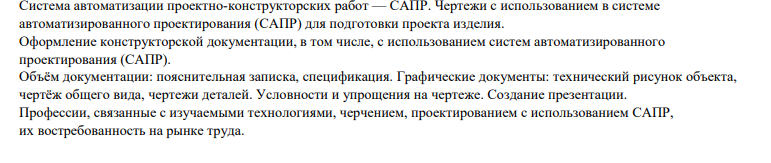 Система автоматизации проектно-конструкторских работ — САПР. Чертежи с использованием в системе
автоматизированного проектирования (САПР) для подготовки проекта изделия.
Оформление конструкторской документации, в том числе, с использованием систем автоматизированного
проектирования (САПР).
Объём документации: пояснительная записка, спецификация. Графические документы: технический рисунок объекта,
чертёж общего вида, чертежи деталей. Условности и упрощения на чертеже. Создание презентации.
Профессии, связанные с изучаемыми технологиями, черчением, проектированием с использованием САПР,
их востребованность на рынке труда.